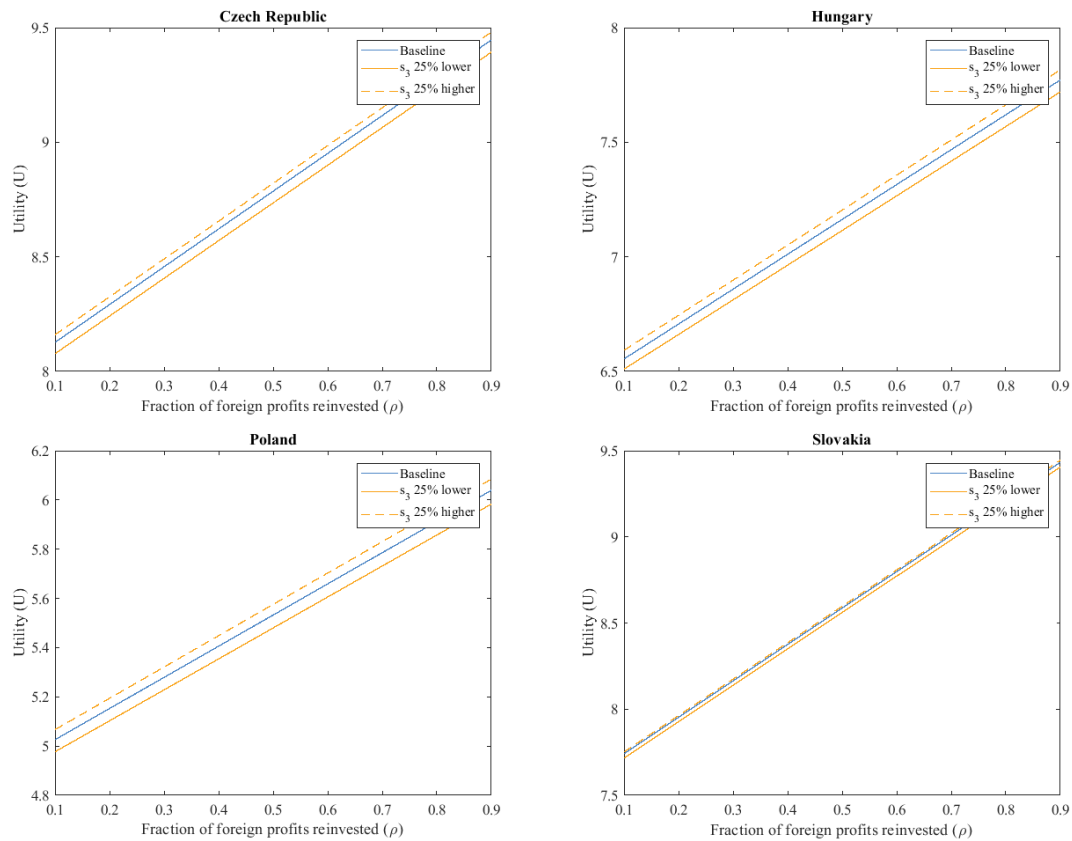 Czech Republic
9.5
9
8.5
8
Utility (U)
Baseline
s3 25% lower
s3 25% higher
0.1 0.2 0.3 0.4 0.5 0.6 0.7 0.8 0.9
Fraction of foreign profits reinvested (ρ)
Hungary
8
7.5
7
6.5
Utility (U)
Baseline
s3 25% lower
s3 25% higher
0.1 0.2 0.3 0.4 0.5 0.6 0.7 0.8 0.9
Fraction of foreign profits reinvested (ρ)
Poland
6.2
6
5.8
5.6
5.4
5.2
5
4.8
Utility (U)
Baseline
s3 25% lower
s3 25% higher
0.1 0.2 0.3 0.4 0.5 0.6 0.7 0.8 0.9
Fraction of foreign profits reinvested (ρ)
Slovakia
9.5
9
8.5
8
7.5
Utility (U)
Baseline
s3 25% lower
s3 25% higher
0.1 0.2 0.3 0.4 0.5 0.6 0.7 0.8 0.9
Fraction of foreign profits reinvested (ρ)